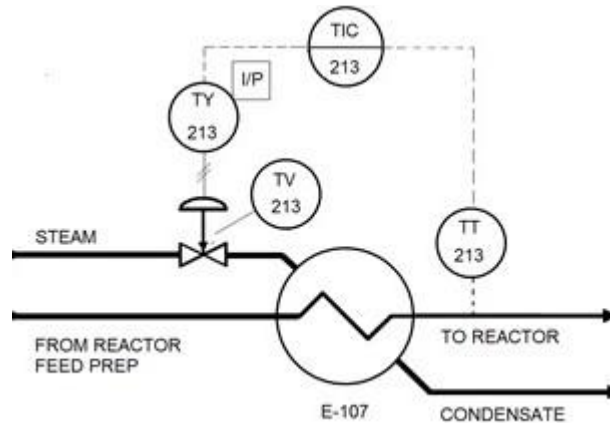 TIC
213
I/P
TY
213
TV
213
TT
213
STEAM
FROM REACTOR
FEED PREP
TO REACTOR
E-107
CONDENSATE